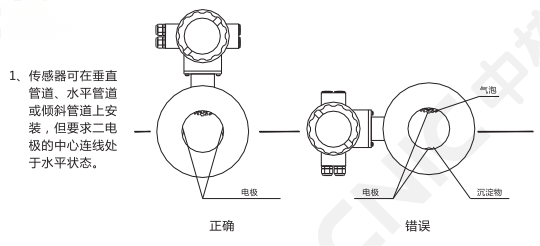 1、传感器可在垂直
管道、水平管道
或倾斜管道上安
装，但要求二电
极的中心连线处
于水平状态。
电极
正确
气泡
电极
沉淀物
错误